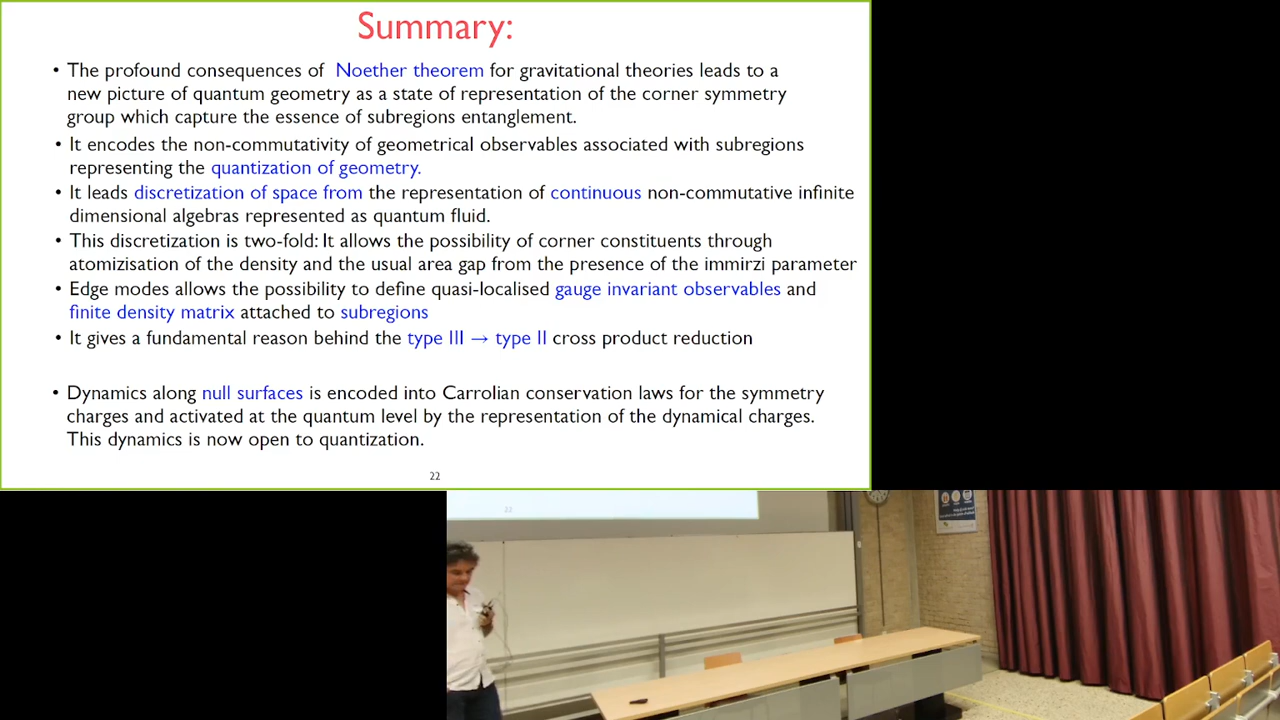 Summary:
• The profound consequences of Noether theorem for gravitational theories leads to a
new picture of quantum geometry as a state of representation of the corner symmetry
group which capture the essence of subregions entanglement.
• It encodes the non-commutativity of geometrical observables associated with subregions
representing the quantization of geometry.
• It leads discretization of space from the representation of continuous non-commutative infinite
dimensional algebras represented as quantum fluid.
• This discretization is two-fold: It allows the possibility of corner constituents through
atomizisation of the density and the usual area gap from the presence of the immirzi parameter
• Edge modes allows the possibility to define quasi-localised gauge invariant observables and
finite density matrix attached to subregions
• It gives a fundamental reason behind the type III → type II cross product reduction
• Dynamics along null surfaces is encoded into Carrolian conservation laws for the symmetry
charges and activated at the quantum level by the representation of the dynamical charges.
This dynamics is now open to quantization.
22
22